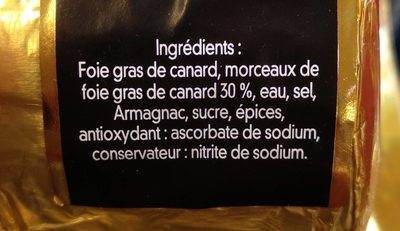 Ingrédients :
Foie gras de canard, morceaux de
foie gras de canard 30 %, eau, sel,
Armagnac, sucre, épices,
antioxydant : ascorbate de sodium,
conservateur : nitrite de sodium.